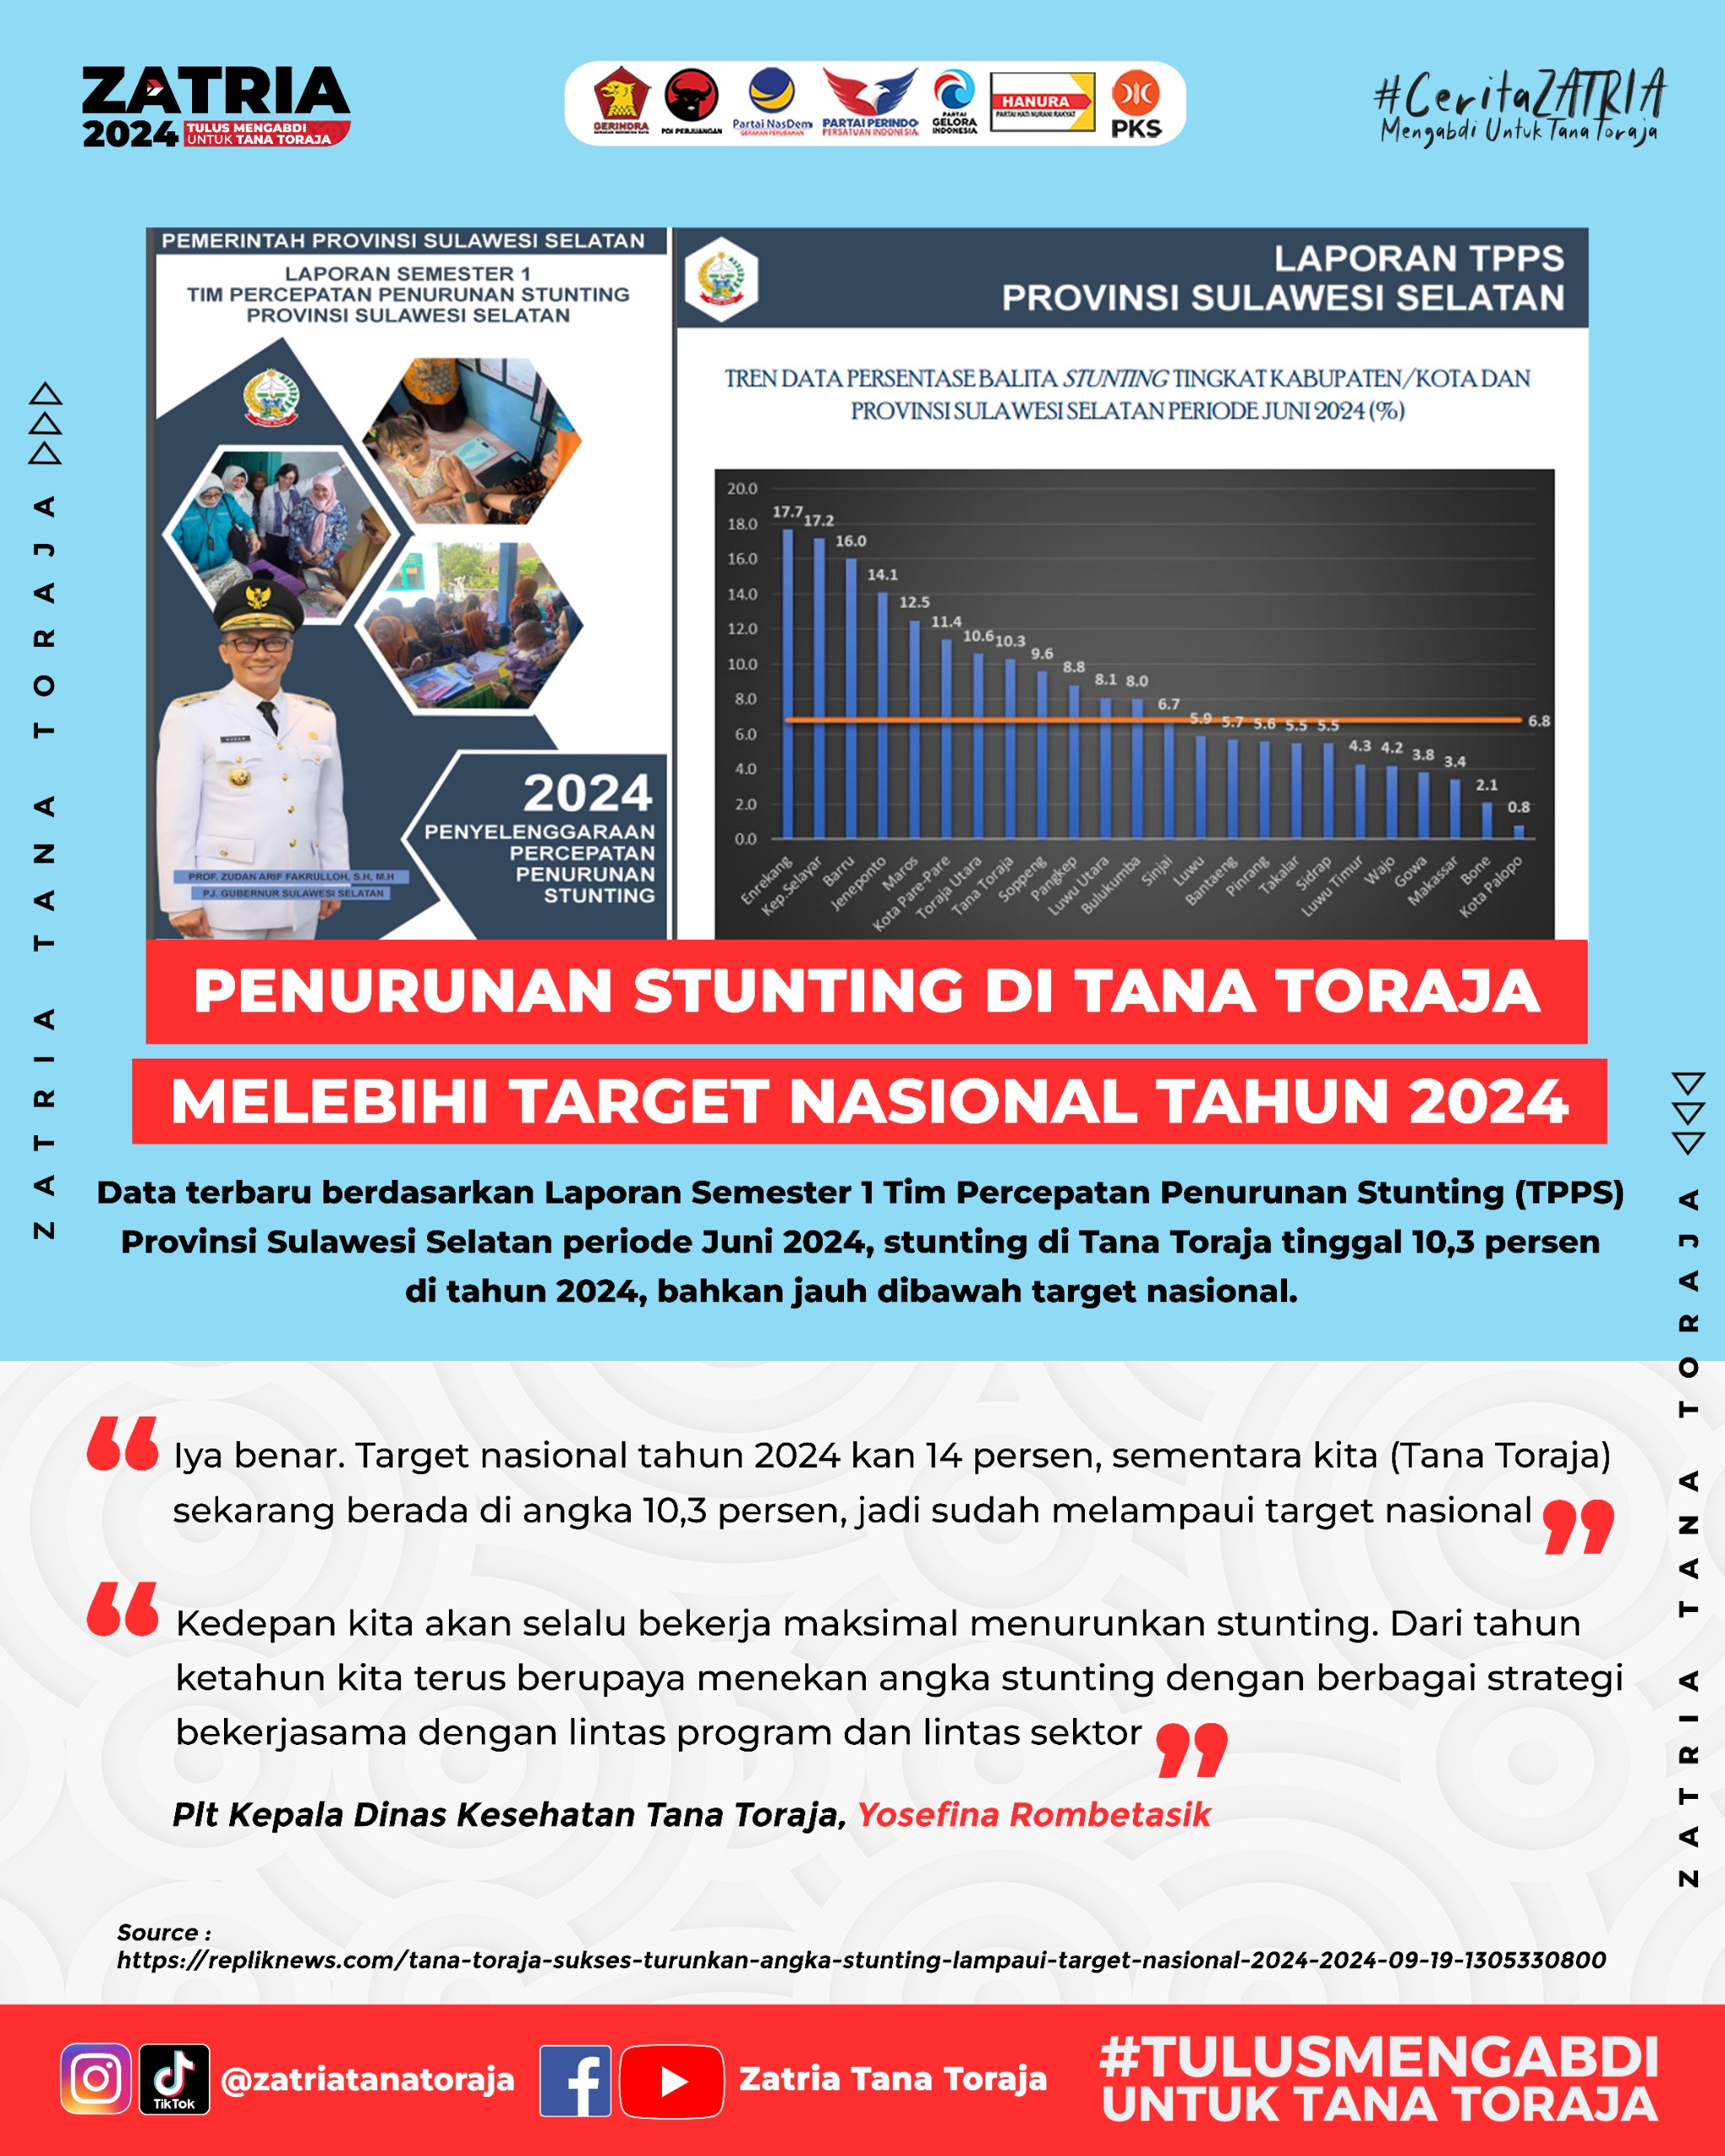 ZATRIA
2024 TULUS MENGABDI
UNTUK TANA TORAJA
GERINDRA
PDI PERJUANGAN
Partai NasDem
GERAKAN PERUBAHAN
PARTAI PERINDO
PERSATUAN INDONESIA
PARTAI
GELORA
INDONESIA
HANURA
PARTAI HATI NURANI RAKYAT
PKS
#CeritaZATRIA
Mengabdi Untuk Tana Toraja
ZATRIA TANA TORAJA
PEMERINTAH PROVINSI SULAWESI SELATAN
LAPORAN SEMESTER 1
TIM PERCEPATAN PENURUNAN STUNTING
PROVINSI SULAWESI SELATAN
2024
PENYELENGGARAAN
PERCEPATAN
PENURUNAN
STUNTING
PROF. ZUDAN ARIF FAKRULLOH, S.H, M.H
PJ. GUBERNUR SULAWESI SELATAN
LAPORAN TPPS
PROVINSI SULAWESI SELATAN
TREN DATA PERSENTASE BALITA STUNTING TINGKAT KABUPATEN/KOTA DAN
PROVINSI SULAWESI SELATAN PERIODE JUNI 2024 (%)
20.0
18.0
16.0
14.0
12.0
10.0
8.0
6.0
4.0
2.0
0.0
17.7 17.2 16.0 14.1 12.5 11.4 10.6 10.3 9.6 8.8 8.1 8.0 6.7 5.9 5.7 5.6 5.5 5.5 4.3 4.2 3.8 3.4 2.1 0.8
6.8
Enrekang
Kep.Selayar
Barru
Jeneponto
Maros
Kota Pare-Pare
Toraja Utara
Tana Toraja
Soppeng
Pangkep
Luwu Utara
Bulukumba
Sinjai
Luwu
Bantaeng
Pinrang
Takalar
Sidrap
Luwu Timur
Wajo
Gowa
Makassar
Bone
Kota Palopo
PENURUNAN STUNTING DI TANA TORAJA
MELEBIHI TARGET NASIONAL TAHUN 2024
Data terbaru berdasarkan Laporan Semester 1 Tim Percepatan Penurunan Stunting (TPPS)
Provinsi Sulawesi Selatan periode Juni 2024, stunting di Tana Toraja tinggal 10,3 persen
di tahun 2024, bahkan jauh dibawah target nasional.
ZATRIA TANA TORAJA
“Iya benar. Target nasional tahun 2024 kan 14 persen, sementara kita (Tana Toraja)
sekarang berada di angka 10,3 persen, jadi sudah melampaui target nasional”
“Kedepan kita akan selalu bekerja maksimal menurunkan stunting. Dari tahun
ketahun kita terus berupaya menekan angka stunting dengan berbagai strategi
bekerjasama dengan lintas program dan lintas sektor”
Plt Kepala Dinas Kesehatan Tana Toraja, Yosefina Rombetasik
Source :
https://repliknews.com/tana-toraja-sukses-turunkan-angka-stunting-lampaui-target-nasional-2024-2024-09-19-1305330800
TikTok
@zatriatanatoraja
Zatria Tana Toraja
#TULUSMENGABDI
UNTUK TANA TORAJA